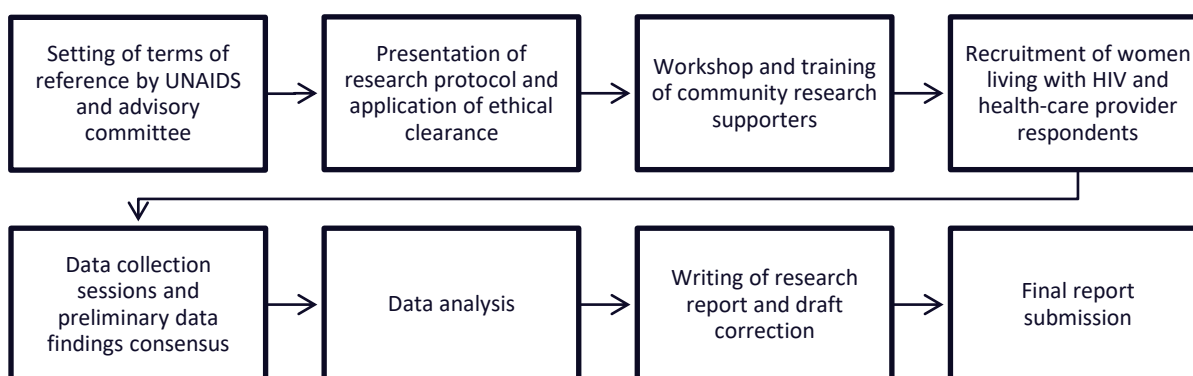 Setting of terms of
reference by UNAIDS
and advisory
committee
Presentation of
research protocol and
application of ethical
clearance
Workshop and training
of community research
supporters
Recruitment of women
living with HIV and
health-care provider
respondents
Data collection
sessions and
preliminary data
findings consensus
Data analysis
Writing of research
report and draft
correction
Final report
submission